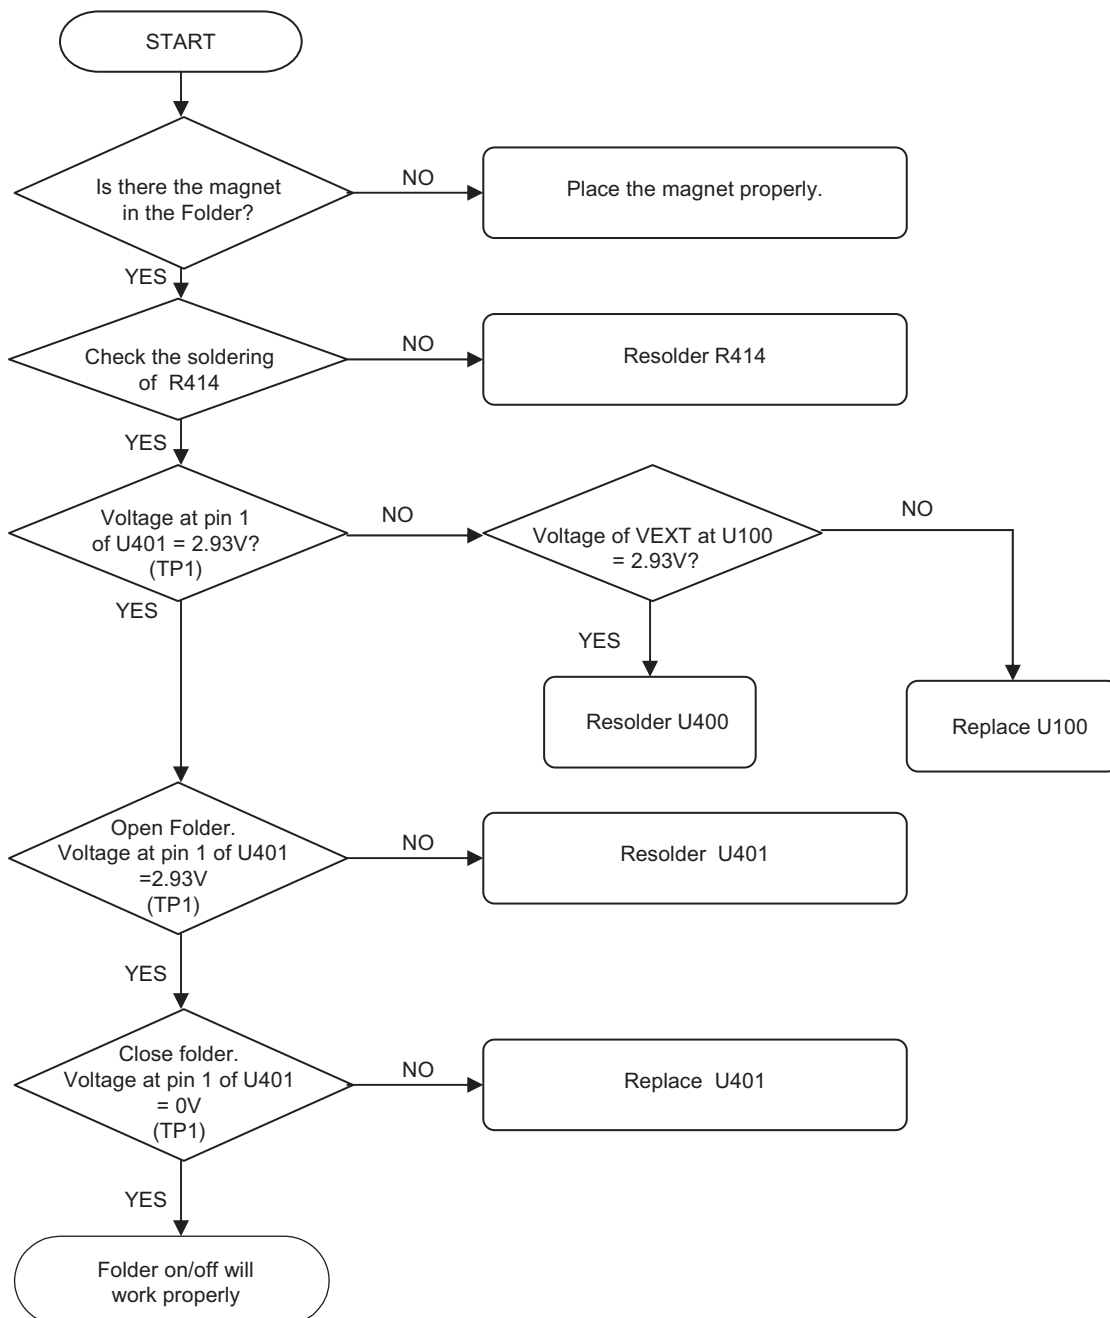 START
Is there the magnet
in the Folder?
NO
Place the magnet properly.
YES
Check the soldering
of R414
NO
Resolder R414
YES
Voltage at pin 1
of U401 = 2.93V?
(TP1)
NO
Voltage of VEXT at U100
= 2.93V?
NO
YES
YES
Resolder U400
Replace U100
Open Folder.
Voltage at pin 1 of U401
=2.93V
(TP1)
NO
Resolder U401
YES
Close folder.
Voltage at pin 1 of U401
= 0V
(TP1)
NO
Replace U401
YES
Folder on/off will
work properly